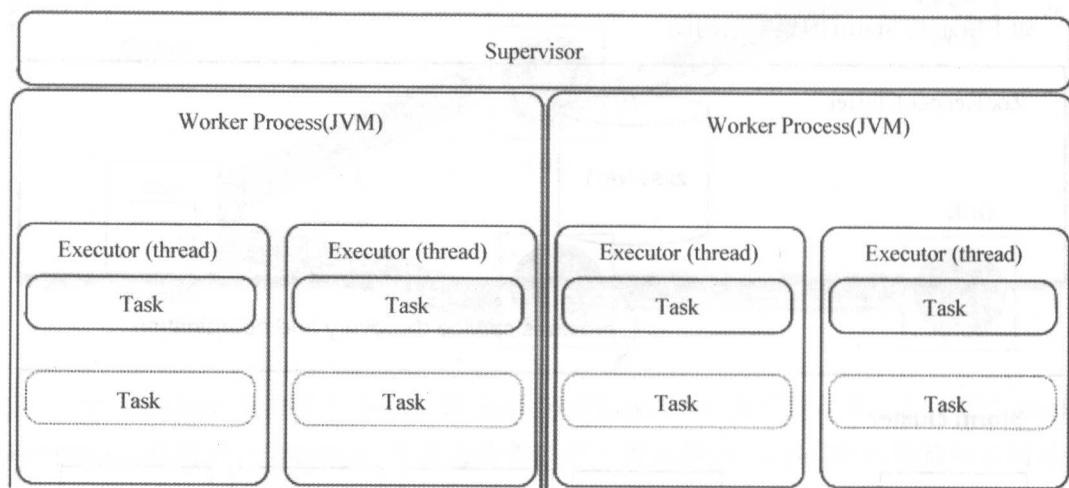 Supervisor
Worker Process(JVM)
Worker Process(JVM)
Executor (thread)
Executor (thread)
Executor (thread)
Executor (thread)
Task
Task
Task
Task
Task
Task
Task
Task